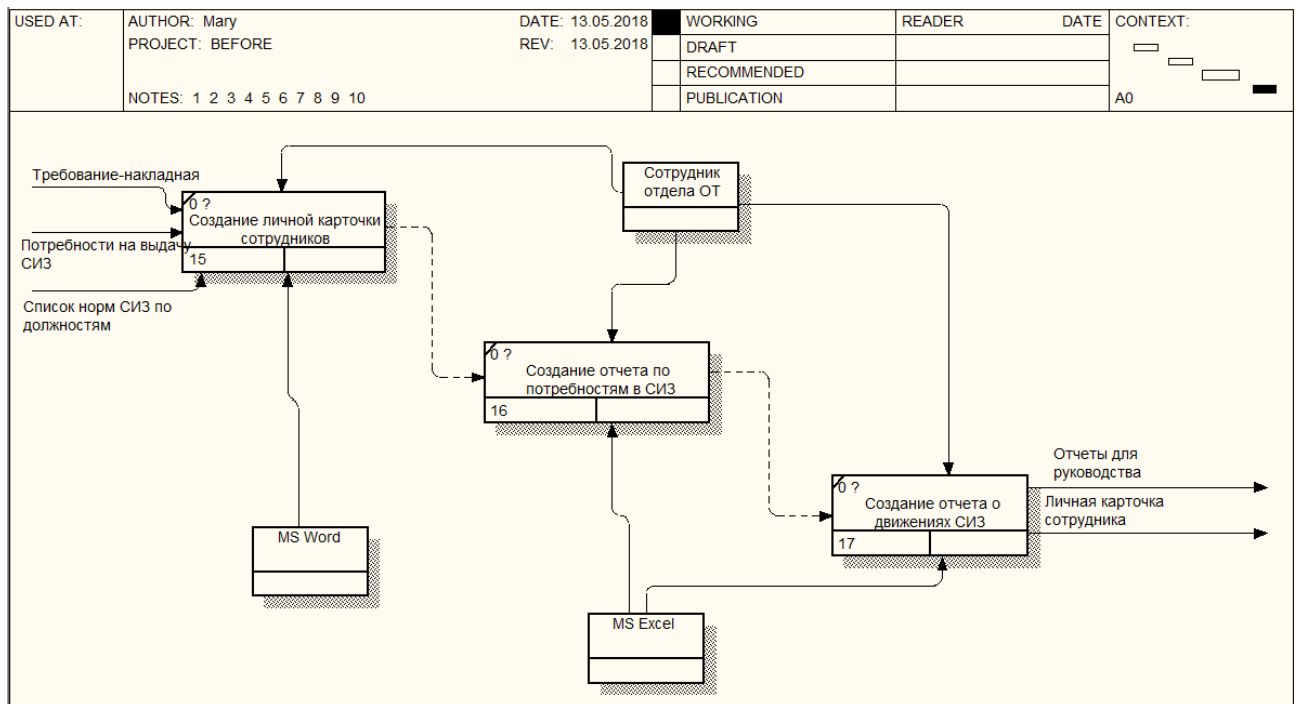 USED AT:
AUTHOR: Mary
DATE: 13.05.2018
WORKING
READER
DATE
CONTEXT:
PROJECT: BEFORE
REV: 13.05.2018
DRAFT
RECOMMENDED
NOTES: 1 2 3 4 5 6 7 8 9 10
PUBLICATION
A0
Требование-накладная
Потребности на выдачу
СИЗ
Список норм СИЗ по
должностям
0 ?
Создание личной карточки
сотрудников
15
Сотрудник
отдела ОТ
0 ?
Создание отчета по
потребностям в СИЗ
16
0 ?
Создание отчета о
движениях СИЗ
17
Отчеты для
руководства
Личная карточка
сотрудника
MS Word
MS Excel